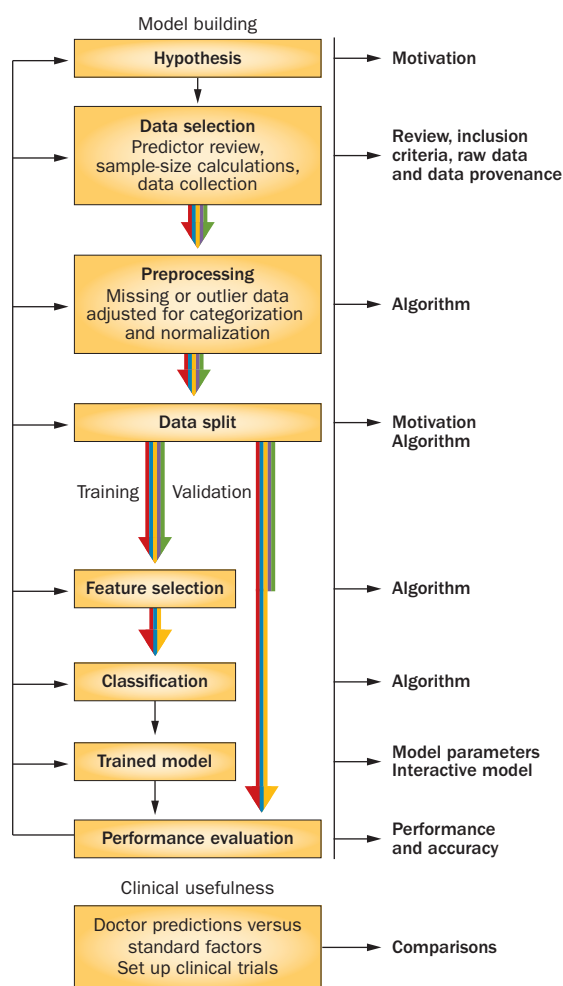 Model building
Hypothesis
Motivation
Data selection
Predictor review,
sample-size calculations,
data collection
Review, inclusion
criteria, raw data
and data provenance
Preprocessing
Missing or outlier data
adjusted for categorization
and normalization
Algorithm
Data split
Motivation
Algorithm
Training
Validation
Feature selection
Algorithm
Classification
Algorithm
Trained model
Model parameters
Interactive model
Performance evaluation
Performance
and accuracy
Clinical usefulness
Doctor predictions versus
standard factors
Set up clinical trials
Comparisons